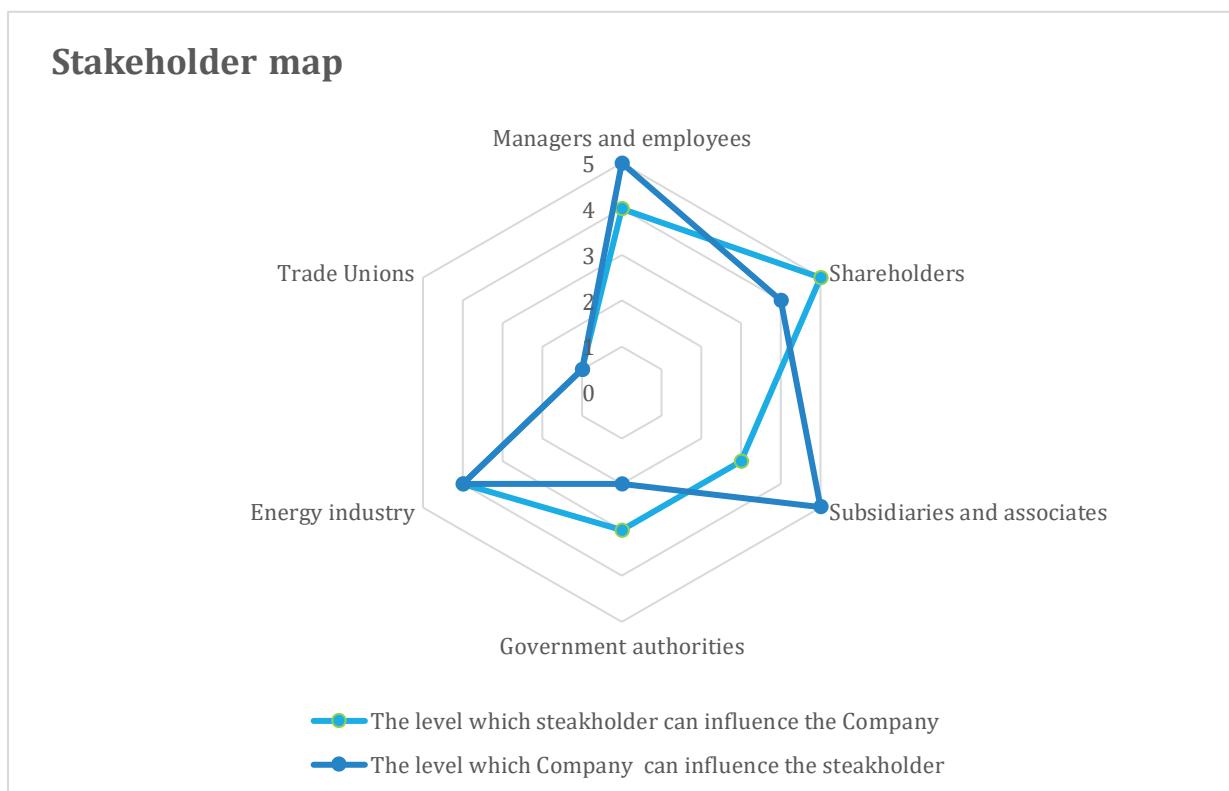 Stakeholder map
Managers and employees
5
4
3
2
1
0
Trade Unions
Shareholders
Energy industry
Subsidiaries and associates
Government authorities
The level which steakholder can influence the Company
The level which Company  can influence the steakholder